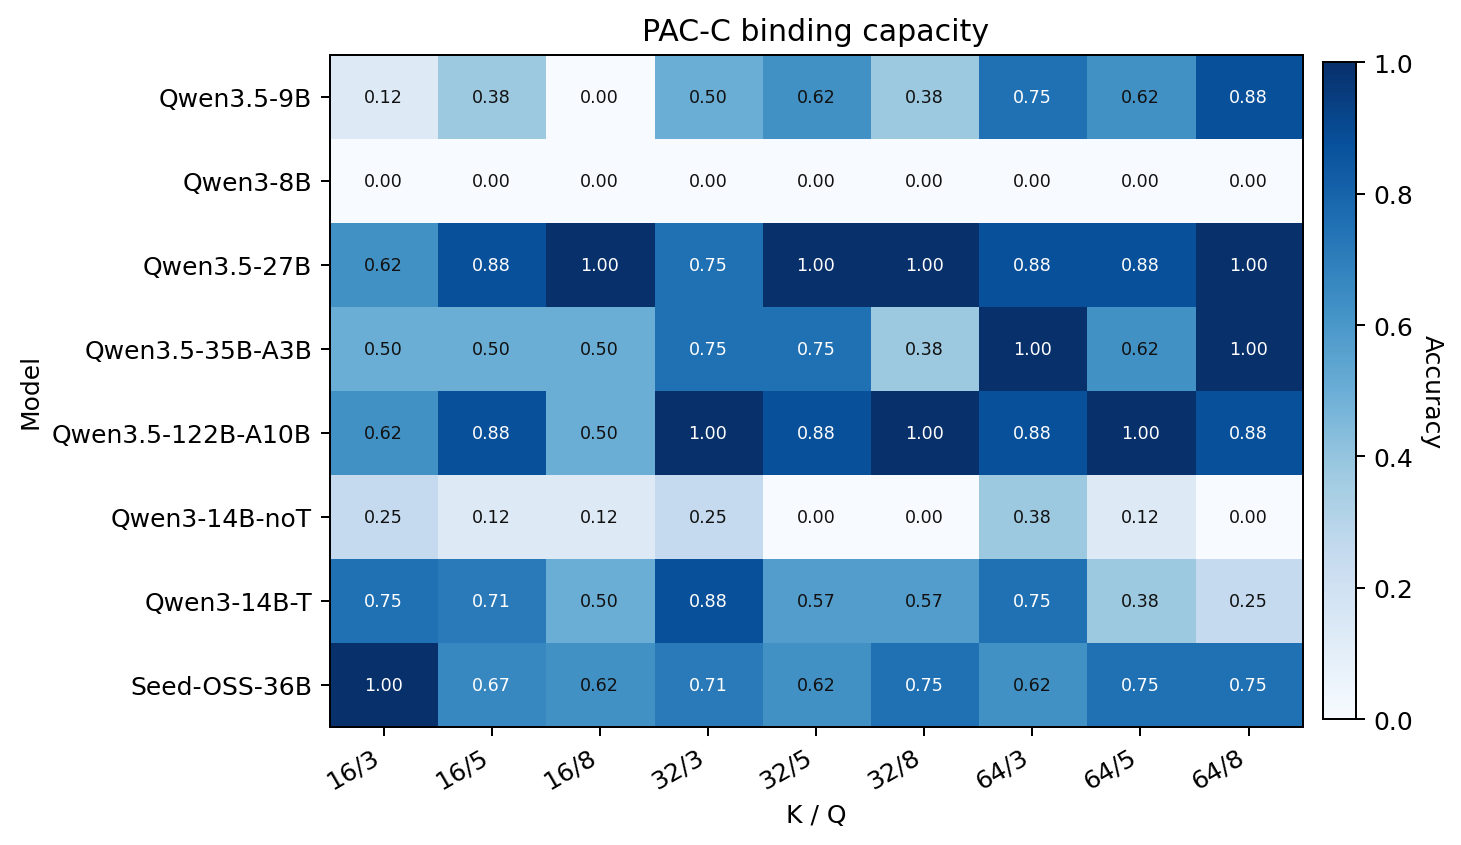 PAC-C binding capacity
Qwen3.5-9B 0.12 0.38 0.00 0.50 0.62 0.38 0.75 0.62 0.88
Qwen3-8B 0.00 0.00 0.00 0.00 0.00 0.00 0.00 0.00 0.00
Qwen3.5-27B 0.62 0.88 1.00 0.75 1.00 1.00 0.88 0.88 1.00
Qwen3.5-35B-A3B 0.50 0.50 0.50 0.75 0.75 0.38 1.00 0.62 1.00
Qwen3.5-122B-A10B 0.62 0.88 0.50 1.00 0.88 1.00 0.88 1.00 0.88
Qwen3-14B-noT 0.25 0.12 0.12 0.25 0.00 0.00 0.38 0.12 0.00
Qwen3-14B-T 0.75 0.71 0.50 0.88 0.57 0.57 0.75 0.38 0.25
Seed-OSS-36B 1.00 0.67 0.62 0.71 0.62 0.75 0.62 0.75 0.75
16/3 16/5 16/8 32/3 32/5 32/8 64/3 64/5 64/8
K / Q
Model
1.0
0.8
0.6
0.4
0.2
0.0
Accuracy